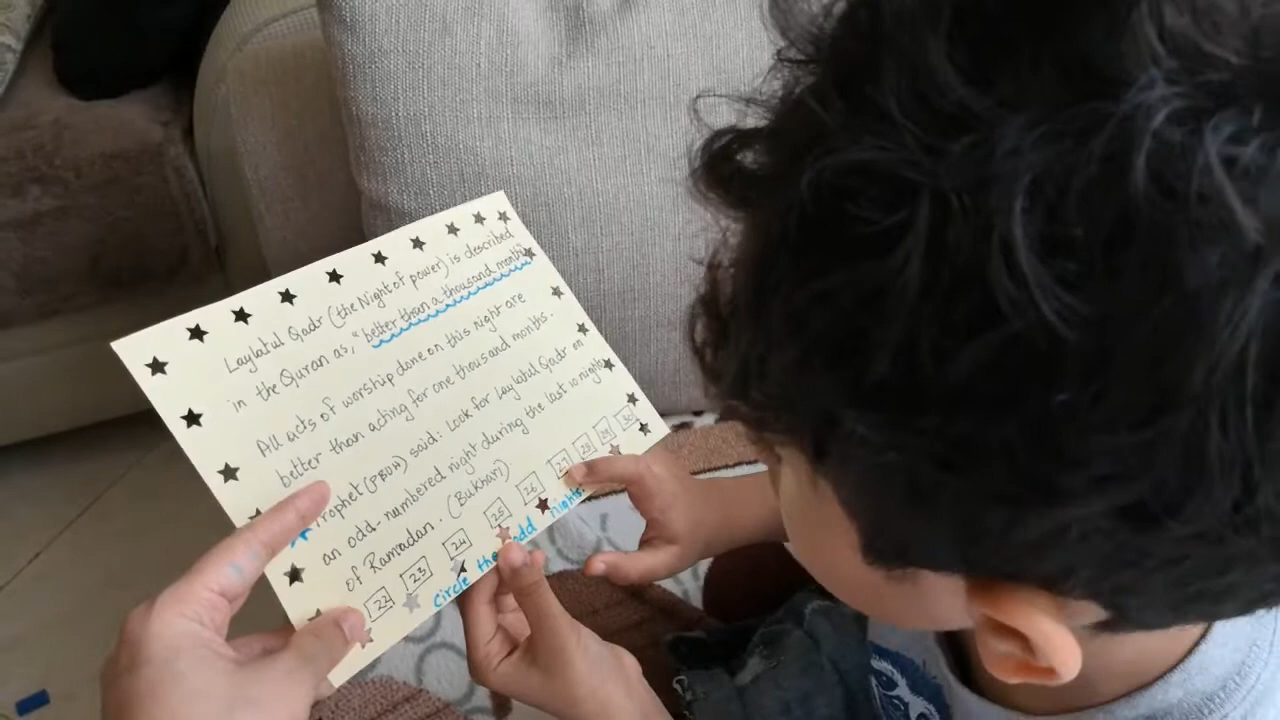 Laylatul Qadr (the Night of power) is described
in the Quran as, "better than a thousand months
All acts of worship done on this night are
better than acting for one thousand months.
Prophet (PBUH) said: Look for Laylatul Qadr on
an odd-numbered night during the last 10 nights
of Ramadan. (Bukhari)
22 23 24 25 26 27 28 29 30
circle the odd nights.